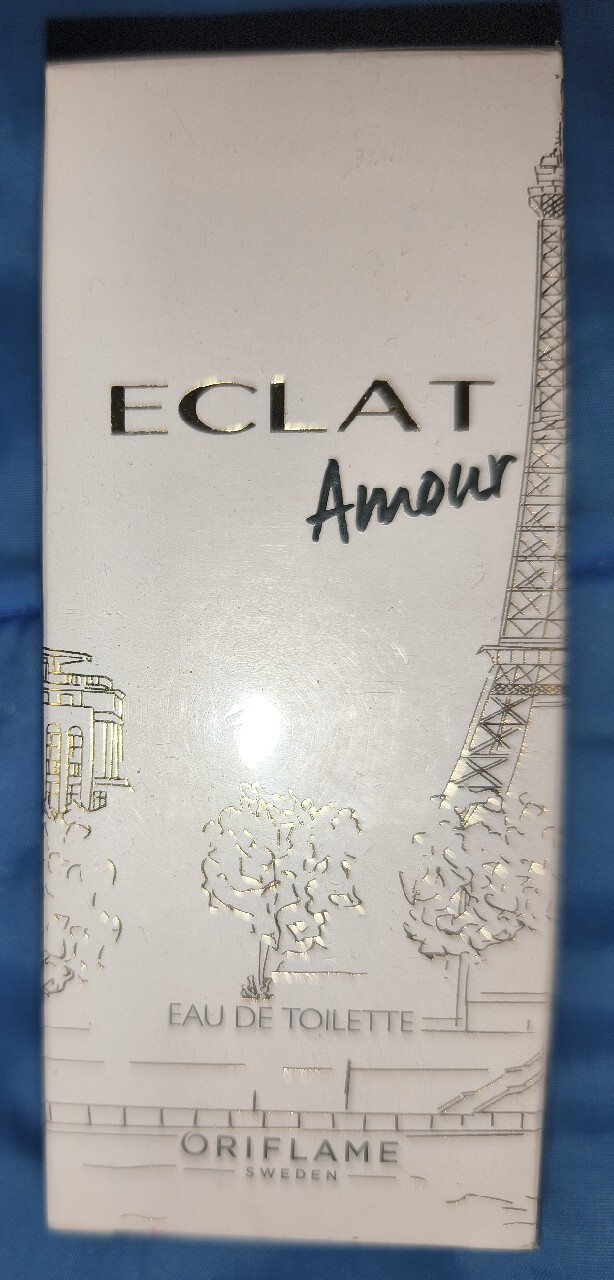 ECLAT
Amour
EAU DE TOILETTE
ORIFLAME
SWEDEN